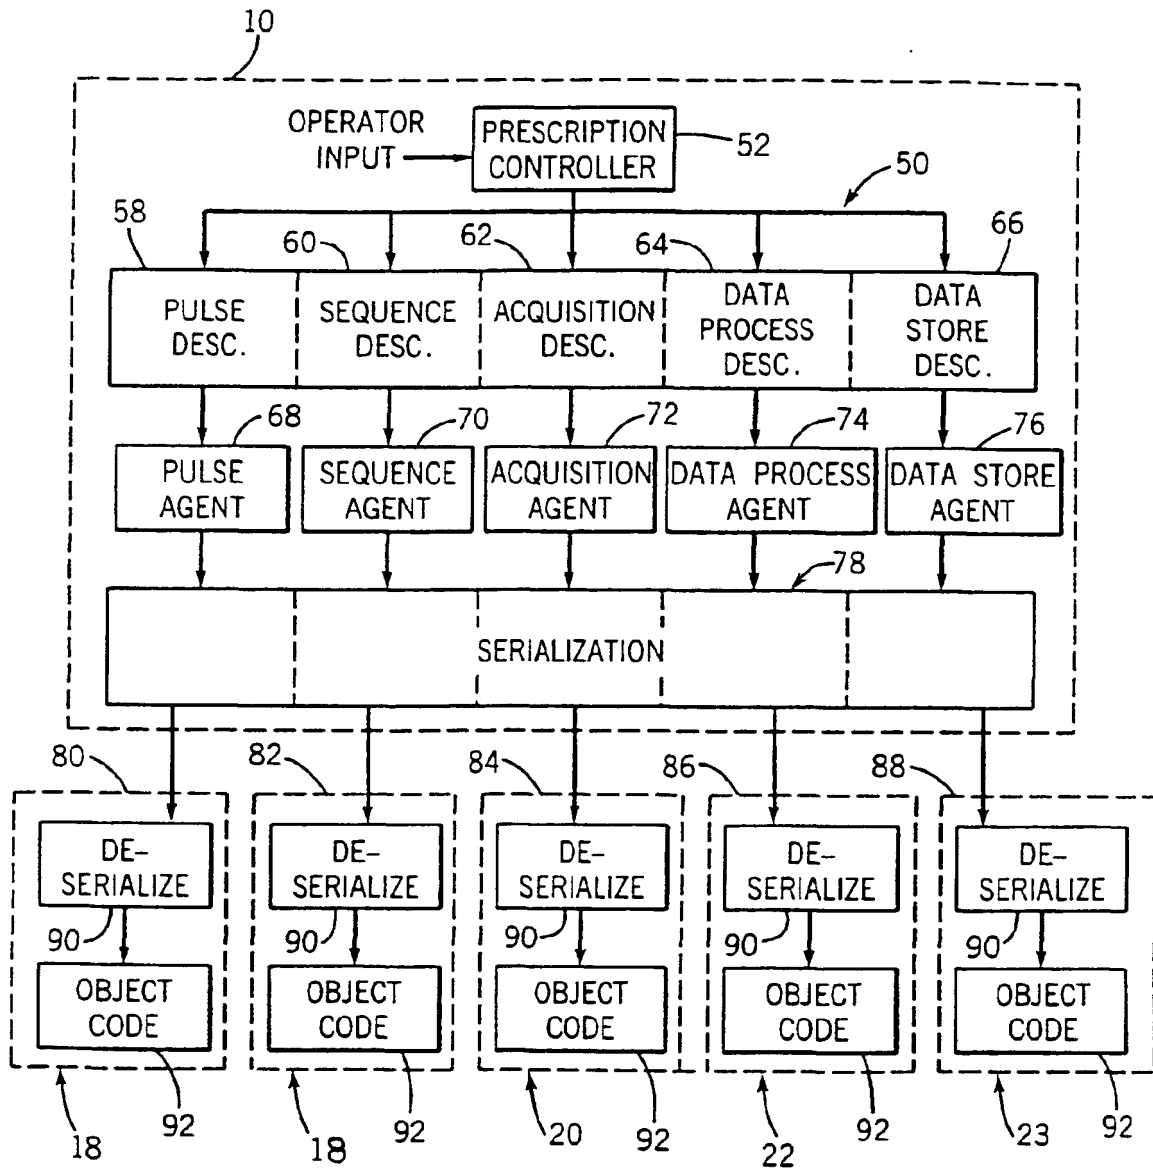 10
OPERATOR
INPUT
PRESCRIPTION
CONTROLLER
52
50
58
60
62
64
66
PULSE
DESC.
SEQUENCE
DESC.
ACQUISITION
DESC.
DATA
PROCESS
DESC.
DATA
STORE
DESC.
68
70
72
74
76
PULSE
AGENT
SEQUENCE
AGENT
ACQUISITION
AGENT
DATA PROCESS
AGENT
DATA STORE
AGENT
78
SERIALIZATION
80
82
84
86
88
DE-
SERIALIZE
DE-
SERIALIZE
DE-
SERIALIZE
DE-
SERIALIZE
DE-
SERIALIZE
90
90
90
90
90
OBJECT
CODE
OBJECT
CODE
OBJECT
CODE
OBJECT
CODE
OBJECT
CODE
18
92
18
92
20
92
22
92
23
92